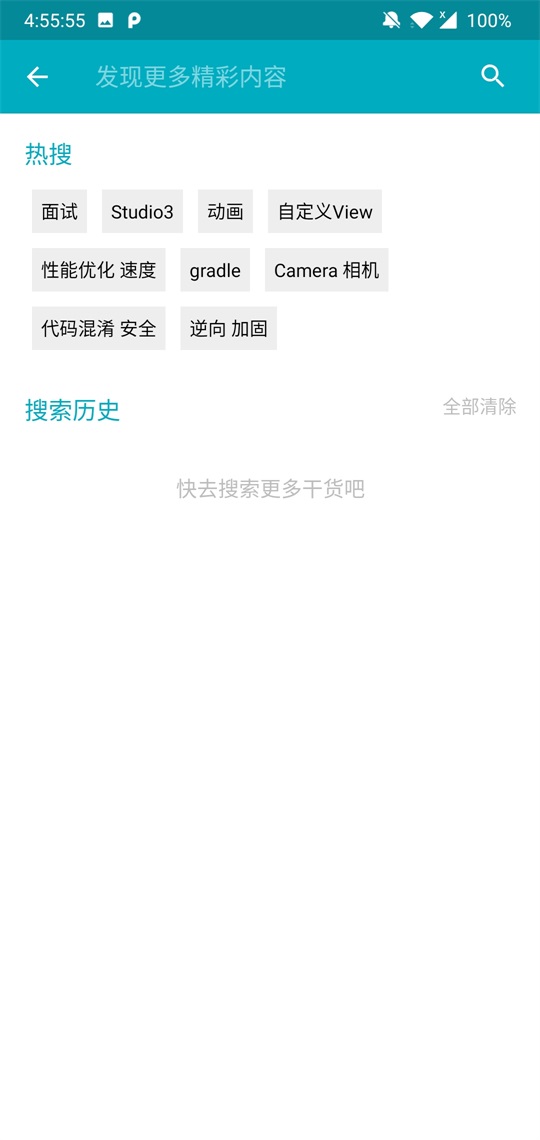 4:55:55 100%
发现更多精彩内容
热搜
面试 Studio3 动画 自定义View
性能优化 速度 gradle Camera 相机
代码混淆 安全 逆向 加固
搜索历史 全部清除
快去搜索更多干货吧